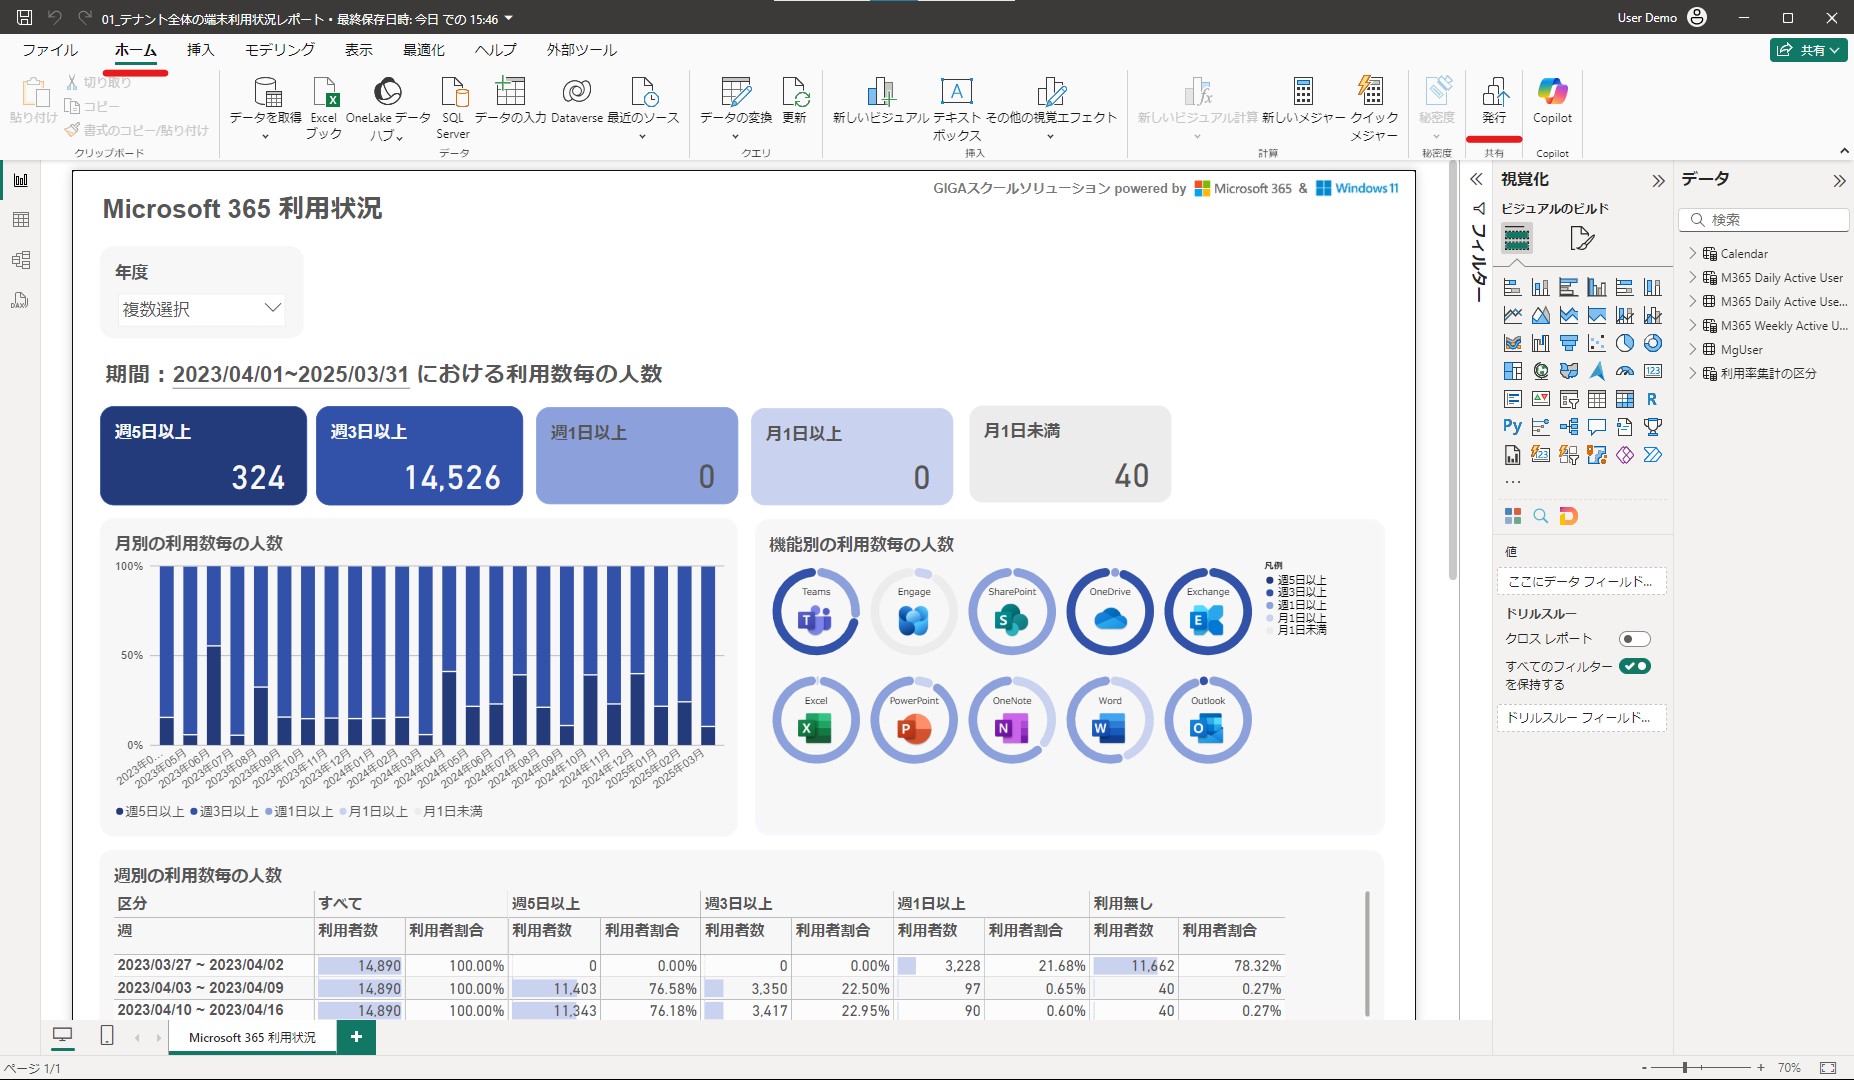 01_テナント全体の端末利用状況レポート • 最終保存日時: 今日 での 15:46
User Demo
ファイル ホーム 挿入 モデリング 表示 最適化 ヘルプ 外部ツール
共有
貼り付け
切り取り
コピー
書式のコピー/貼り付け
クリップボード
データを取得
Excel ブック
OneLake データ ハブ
SQL Server
データの入力
Dataverse
最近のソース
データ
データの変換
更新
クエリ
新しいビジュアル
テキスト ボックス
その他の視覚エフェクト
挿入
新しいビジュアル計算
新しいメジャー
クイック メジャー
計算
秘密度
秘密度
発行
共有
Copilot
Copilot
GIGAスクールソリューション powered by Microsoft 365 & Windows 11
Microsoft 365 利用状況
年度
複数選択
期間：2023/04/01~2025/03/31 における利用数毎の人数
週5日以上
324
週3日以上
14,526
週1日以上
0
月1日以上
0
月1日未満
40
月別の利用数毎の人数
100%
50%
0%
2023年0...
2023年05月
2023年06月
2023年07月
2023年08月
2023年09月
2023年10月
2023年11月
2023年12月
2024年01月
2024年02月
2024年03月
2024年04月
2024年05月
2024年06月
2024年07月
2024年08月
2024年09月
2024年10月
2024年11月
2024年12月
2025年01月
2025年02月
2025年03月
週5日以上 週3日以上 週1日以上 月1日以上 月1日未満
機能別の利用数毎の人数
Teams
Engage
SharePoint
OneDrive
Exchange
Excel
PowerPoint
OneNote
Word
Outlook
凡例
週5日以上
週3日以上
週1日以上
月1日以上
月1日未満
週別の利用数毎の人数
区分 すべて 週5日以上 週3日以上 週1日以上 利用無し
週 利用者数 利用者割合 利用者数 利用者割合 利用者数 利用者割合 利用者数 利用者割合 利用者数 利用者割合
2023/03/27 ~ 2023/04/02 14,890 100.00% 0 0.00% 0 0.00% 3,228 21.68% 11,662 78.32%
2023/04/03 ~ 2023/04/09 14,890 100.00% 11,403 76.58% 3,350 22.50% 97 0.65% 40 0.27%
2023/04/10 ~ 2023/04/16 14,890 100.00% 11,343 76.18% 3,417 22.95% 90 0.60% 40 0.27%
フィルター
視覚化
ビジュアルのビルド
R
Py
123
...
値
ここにデータ フィールド...
ドリルスルー
クロス レポート
すべてのフィルター
を保持する
ドリルスルー フィールド...
データ
検索
Calendar
M365 Daily Active User
M365 Daily Active Use...
M365 Weekly Active U...
MgUser
利用率集計の区分
Microsoft 365 利用状況
ページ 1/1
70%